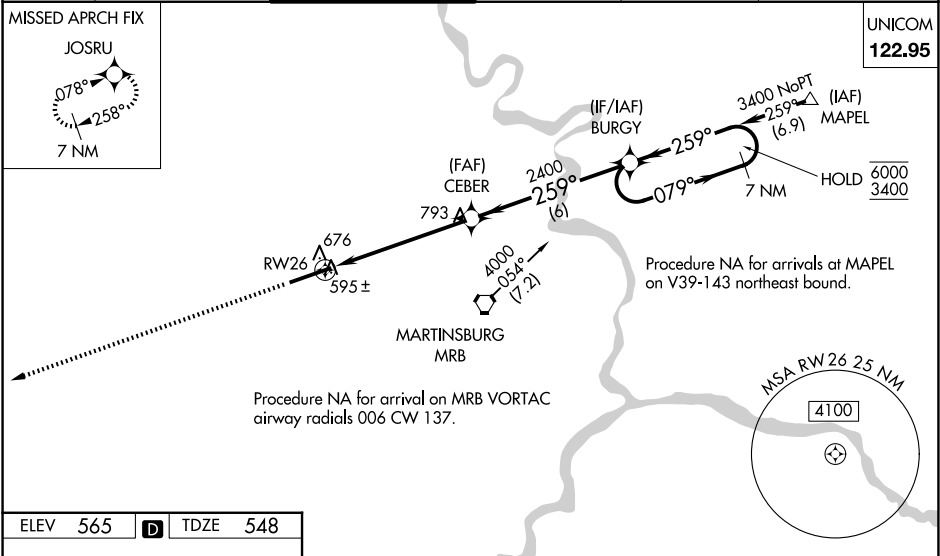 MISSED APRCH FIX
JOSRU
078°
258°
7 NM
UNICOM
122.95
3400 NoPT
259°
(6.9)
(IAF)
MAPEL
(IF/IAF)
BURGY
259°
079°
7 NM
HOLD
6000
3400
(FAF)
CEBER
2400
259°
(6)
793
676
RW26
595 ±
4000
054°
(7.2)
MARTINSBURG
MRB
Procedure NA for arrivals at MAPEL
on V39-143 northeast bound.
Procedure NA for arrival on MRB VORTAC
airway radials 006 CW 137.
MSA RW 26 25 NM
4100
ELEV 565 D TDZE 548